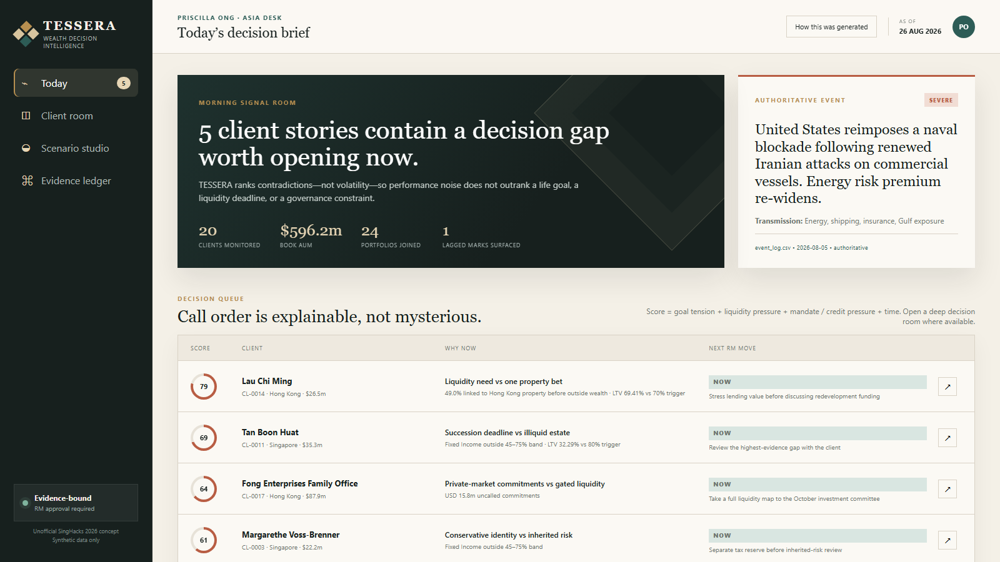 TESSERA
WEALTH DECISION
INTELLIGENCE
Today
5
Client room
Scenario studio
Evidence ledger
Evidence-bound
RM approval required
Unofficial SingHacks 2026 concept
Synthetic data only
PRISCILLA ONG · ASIA DESK
Today’s decision brief
How this was generated
AS OF
26 AUG 2026
PO
MORNING SIGNAL ROOM
5 client stories contain a decision gap
worth opening now.
TESSERA ranks contradictions—not volatility—so performance noise does not outrank a life goal, a
liquidity deadline, or a governance constraint.
20
CLIENTS MONITORED
$596.2m
BOOK AUM
24
PORTFOLIOS JOINED
1
LAGGED MARKS SURFACED
AUTHORITATIVE EVENT
SEVERE
United States reimposes a naval
blockade following renewed
Iranian attacks on commercial
vessels. Energy risk premium
re-widens.
Transmission: Energy, shipping, insurance, Gulf exposure
event_log.csv • 2026-08-05 • authoritative
DECISION QUEUE
Call order is explainable, not mysterious.
Score = goal tension + liquidity pressure + mandate / credit pressure + time. Open a deep decision
room where available.
SCORE
CLIENT
WHY NOW
NEXT RM MOVE
79
Lau Chi Ming
CL-0014 · Hong Kong · $26.5m
Liquidity need vs one property bet
49.0% linked to Hong Kong property before outside wealth · LTV 69.41% vs 70% trigger
NOW
Stress lending value before discussing redevelopment funding
↗
69
Tan Boon Huat
CL-0011 · Singapore · $35.3m
Succession deadline vs illiquid estate
Fixed Income outside 45–75% band · LTV 32.29% vs 80% trigger
NOW
Review the highest-evidence gap with the client
↗
64
Fong Enterprises Family Office
CL-0017 · Hong Kong · $87.9m
Private-market commitments vs gated liquidity
USD 15.8m uncalled commitments
NOW
Take a full liquidity map to the October investment committee
↗
61
Margarethe Voss-Brenner
CL-0003 · Singapore · $22.2m
Conservative identity vs inherited risk
Fixed Income outside 45–75% band
NOW
Separate tax reserve before inherited-risk review
↗